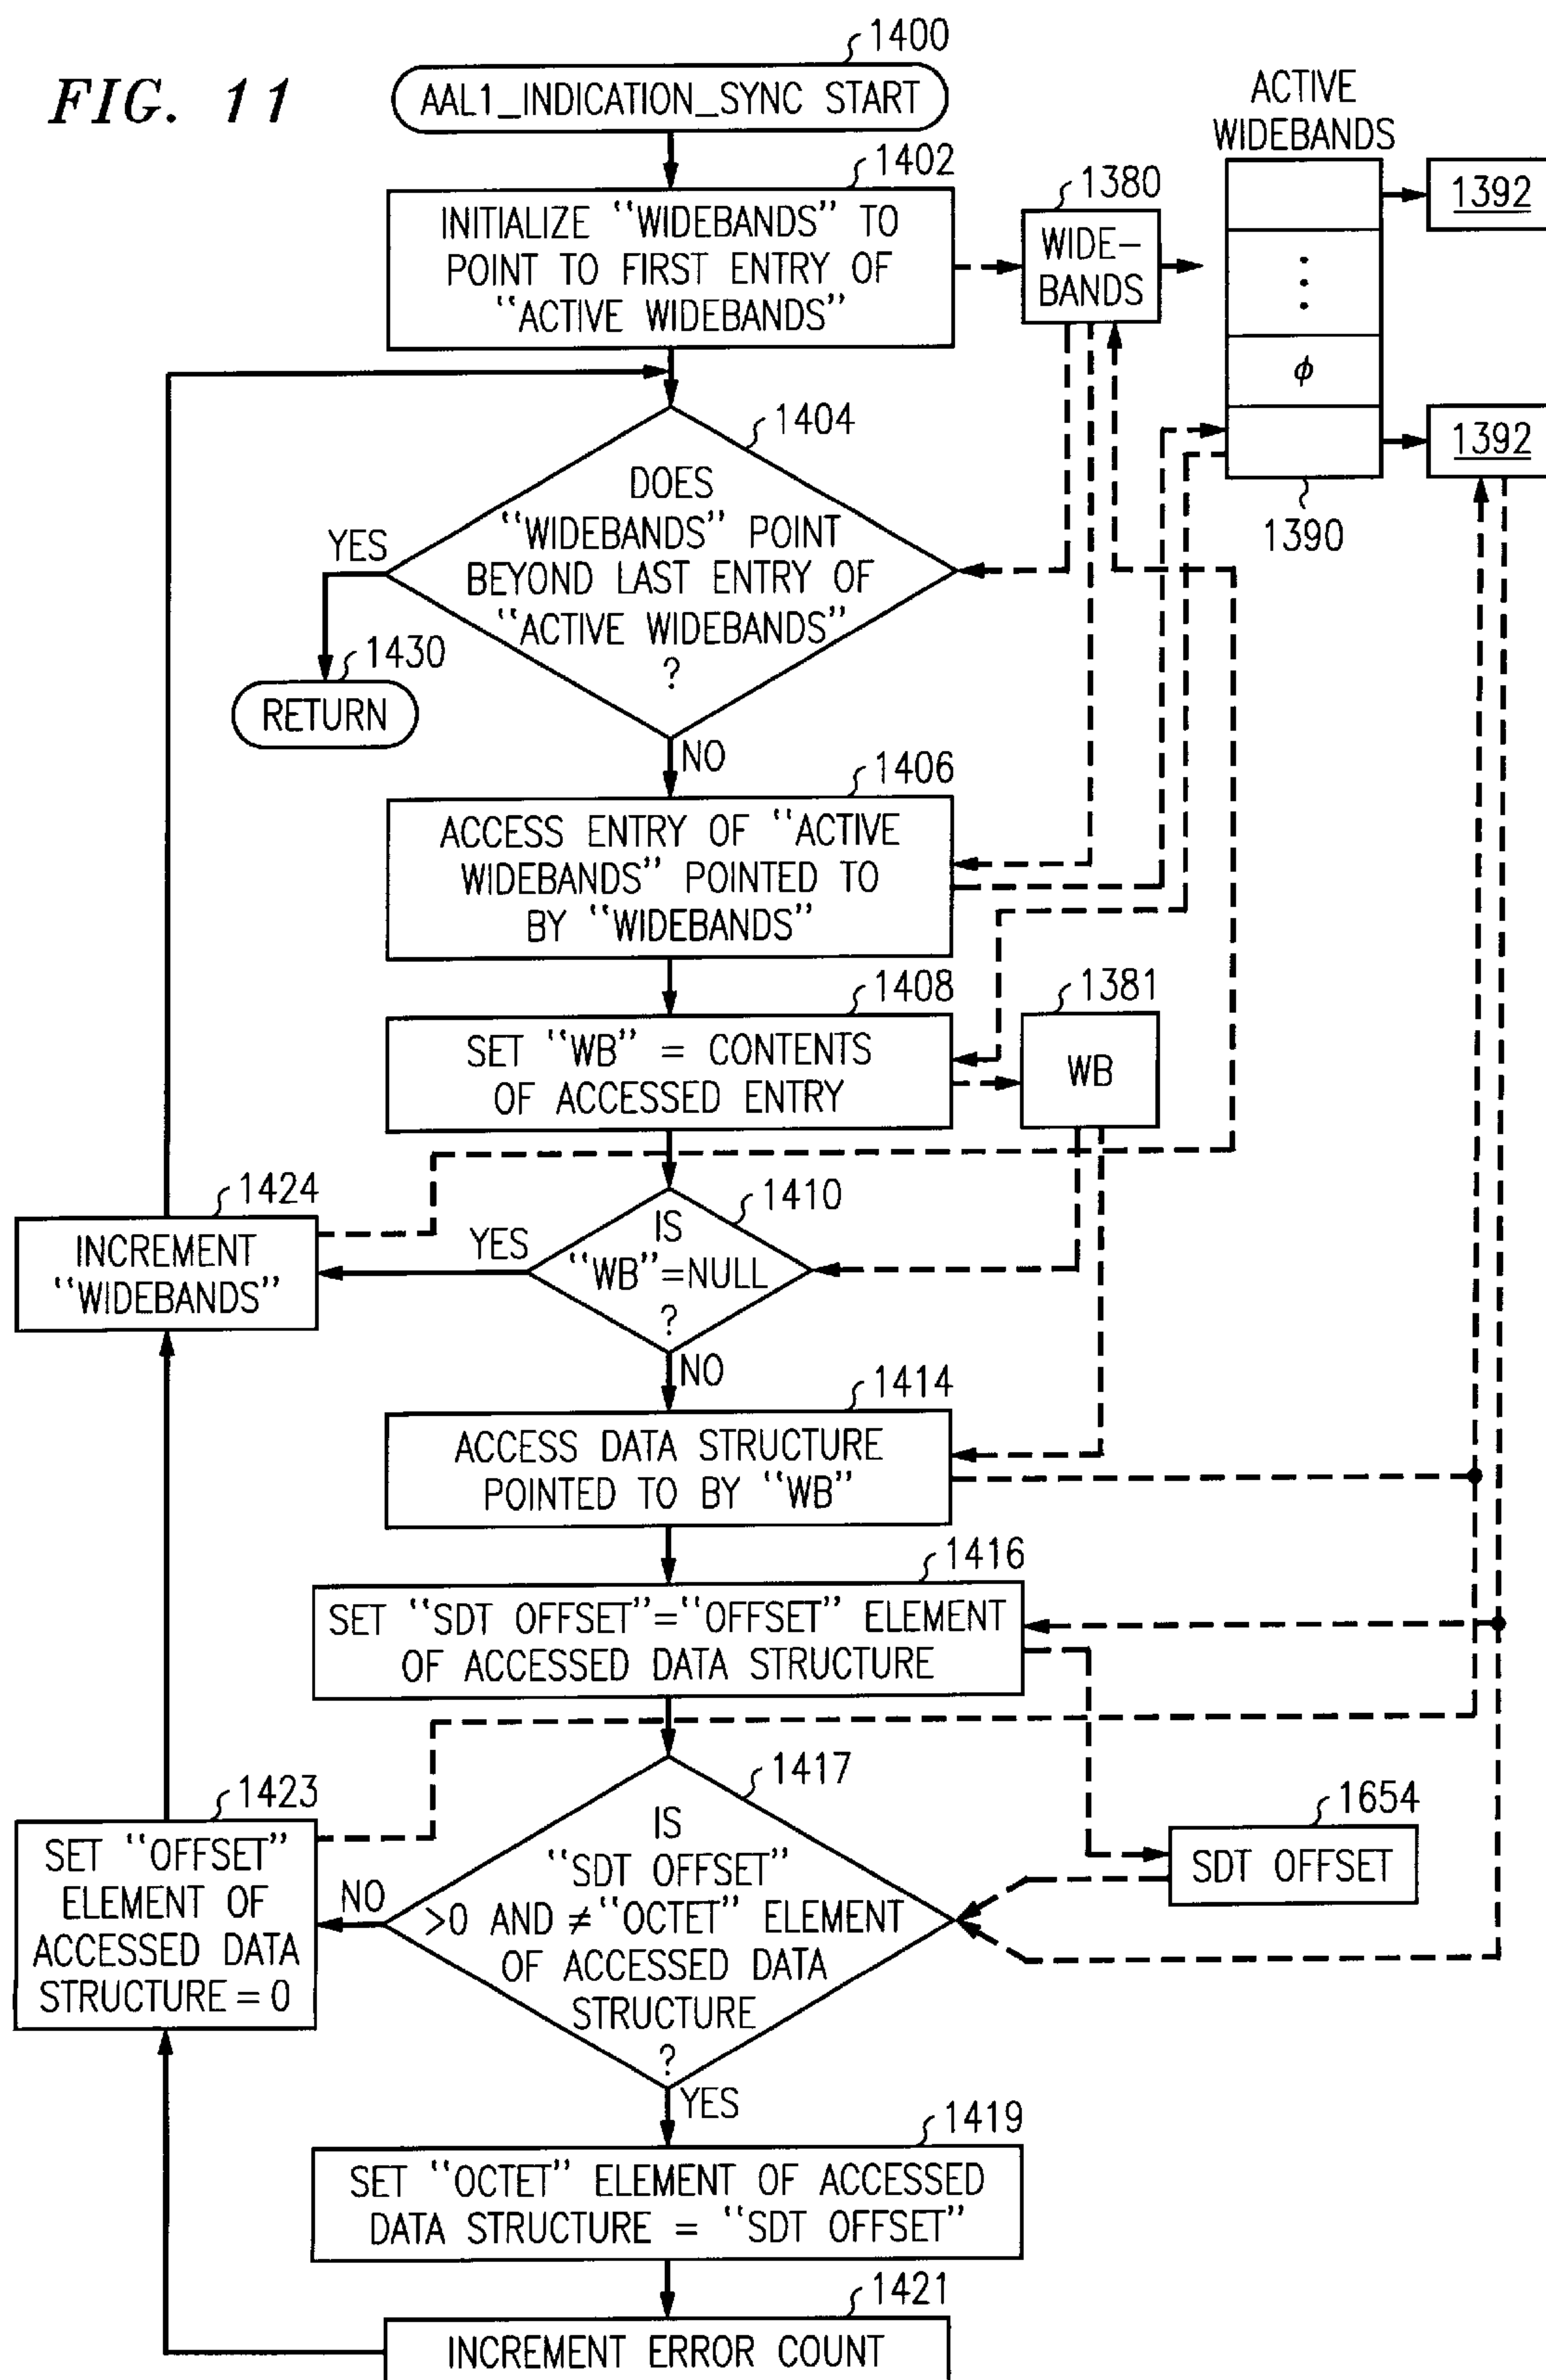 FIG. 11
1400
AAL1_INDICATION_SYNC START
1402
INITIALIZE "WIDEBANDS" TO
POINT TO FIRST ENTRY OF
"ACTIVE WIDEBANDS"
1380
WIDE-
BANDS
ACTIVE
WIDEBANDS
1392
ϕ
1392
1390
1404
DOES
"WIDEBANDS" POINT
BEYOND LAST ENTRY OF
"ACTIVE WIDEBANDS"
?
YES
1430
RETURN
NO
1406
ACCESS ENTRY OF "ACTIVE
WIDEBANDS" POINTED TO
BY "WIDEBANDS"
1408
SET "WB" = CONTENTS
OF ACCESSED ENTRY
1381
WB
1424
INCREMENT
"WIDEBANDS"
1410
IS
"WB"=NULL
?
YES
NO
1414
ACCESS DATA STRUCTURE
POINTED TO BY "WB"
1416
SET "SDT OFFSET"="OFFSET" ELEMENT
OF ACCESSED DATA STRUCTURE
1417
IS
"SDT OFFSET"
>0 AND ≠"OCTET" ELEMENT
OF ACCESSED DATA
STRUCTURE
?
1654
SDT OFFSET
NO
1423
SET "OFFSET"
ELEMENT OF
ACCESSED DATA
STRUCTURE = 0
YES
1419
SET "OCTET" ELEMENT OF ACCESSED
DATA STRUCTURE = "SDT OFFSET"
1421
INCREMENT ERROR COUNT